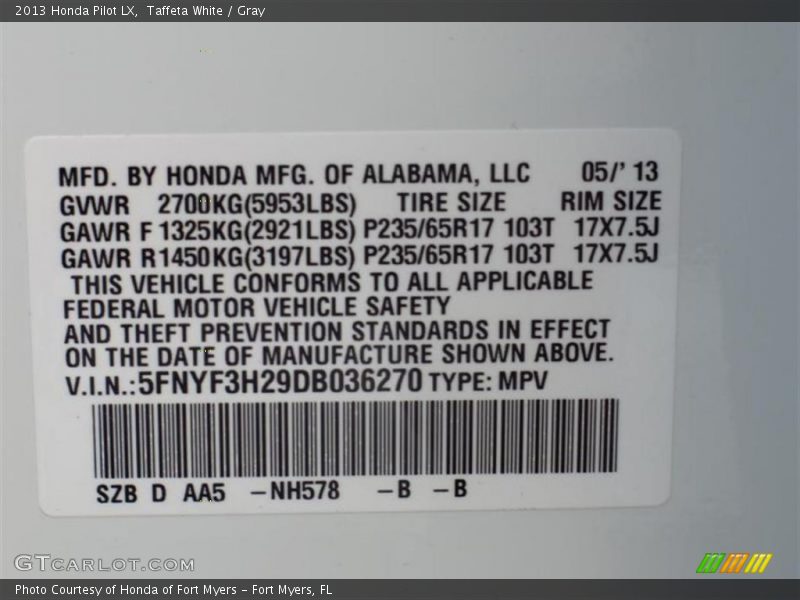 2013 Honda Pilot LX,  Taffeta White / Gray
MFD. BY HONDA MFG. OF ALABAMA, LLC 05/' 13
GVWR 2700KG(5953LBS) TIRE SIZE RIM SIZE
GAWR F 1325KG(2921LBS) P235/65R17 103T 17X7.5J
GAWR R1450KG(3197LBS) P235/65R17 103T 17X7.5J
THIS VEHICLE CONFORMS TO ALL APPLICABLE
FEDERAL MOTOR VEHICLE SAFETY
AND THEFT PREVENTION STANDARDS IN EFFECT
ON THE DATE OF MANUFACTURE SHOWN ABOVE.
V.I.N.:5FNYF3H29DB036270 TYPE: MPV
SZB D AA5 –NH578 –B –B
GTCARLOT.COM
Photo Courtesy of Honda of Fort Myers – Fort Myers, FL